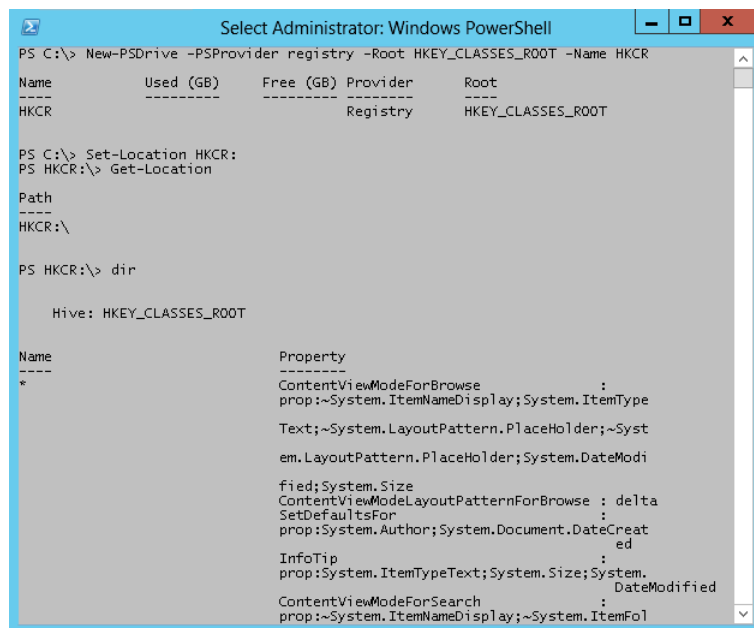 Select Administrator: Windows PowerShell
PS C:\> New-PSDrive -PSProvider registry -Root HKEY_CLASSES_ROOT -Name HKCR
Name           Used (GB)     Free (GB) Provider      Root
----           ---------     --------- --------      ----
HKCR                                   Registry      HKEY_CLASSES_ROOT
PS C:\> Set-Location HKCR:
PS HKCR:\> Get-Location
Path
----
HKCR:\
PS HKCR:\> dir
    Hive: HKEY_CLASSES_ROOT
Name                           Property
----                           --------
*                              ContentViewModeForBrowse              :
                               prop:~System.ItemNameDisplay;System.ItemType
                               Text;~System.LayoutPattern.PlaceHolder;~Syst
                               em.LayoutPattern.PlaceHolder;System.DateModi
                               fied;System.Size
                               ContentViewModeLayoutPatternForBrowse : delta
                               SetDefaultsFor                        :
                               prop:System.Author;System.Document.DateCreat
                                                                       ed
                               InfoTip                               :
                               prop:System.ItemTypeText;System.Size;System.
                                                                       DateModified
                               ContentViewModeForSearch              :
                               prop:~System.ItemNameDisplay;~System.ItemFol